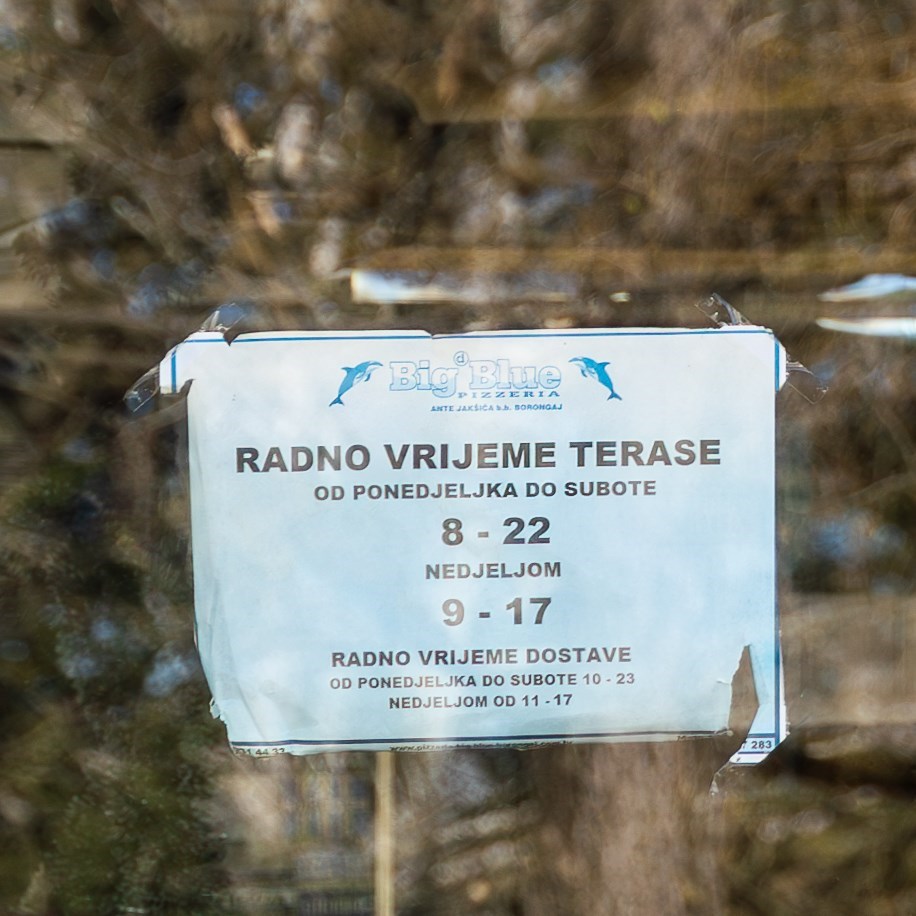 Big d Blue
PIZZERIA
ANTE JAKŠIĆA b.b. BORONGAJ
RADNO VRIJEME TERASE
OD PONEDJELJKA DO SUBOTE
8 - 22
NEDJELJOM
9 - 17
RADNO VRIJEME DOSTAVE
OD PONEDJELJKA DO SUBOTE 10 - 23
NEDJELJOM OD 11 - 17
283